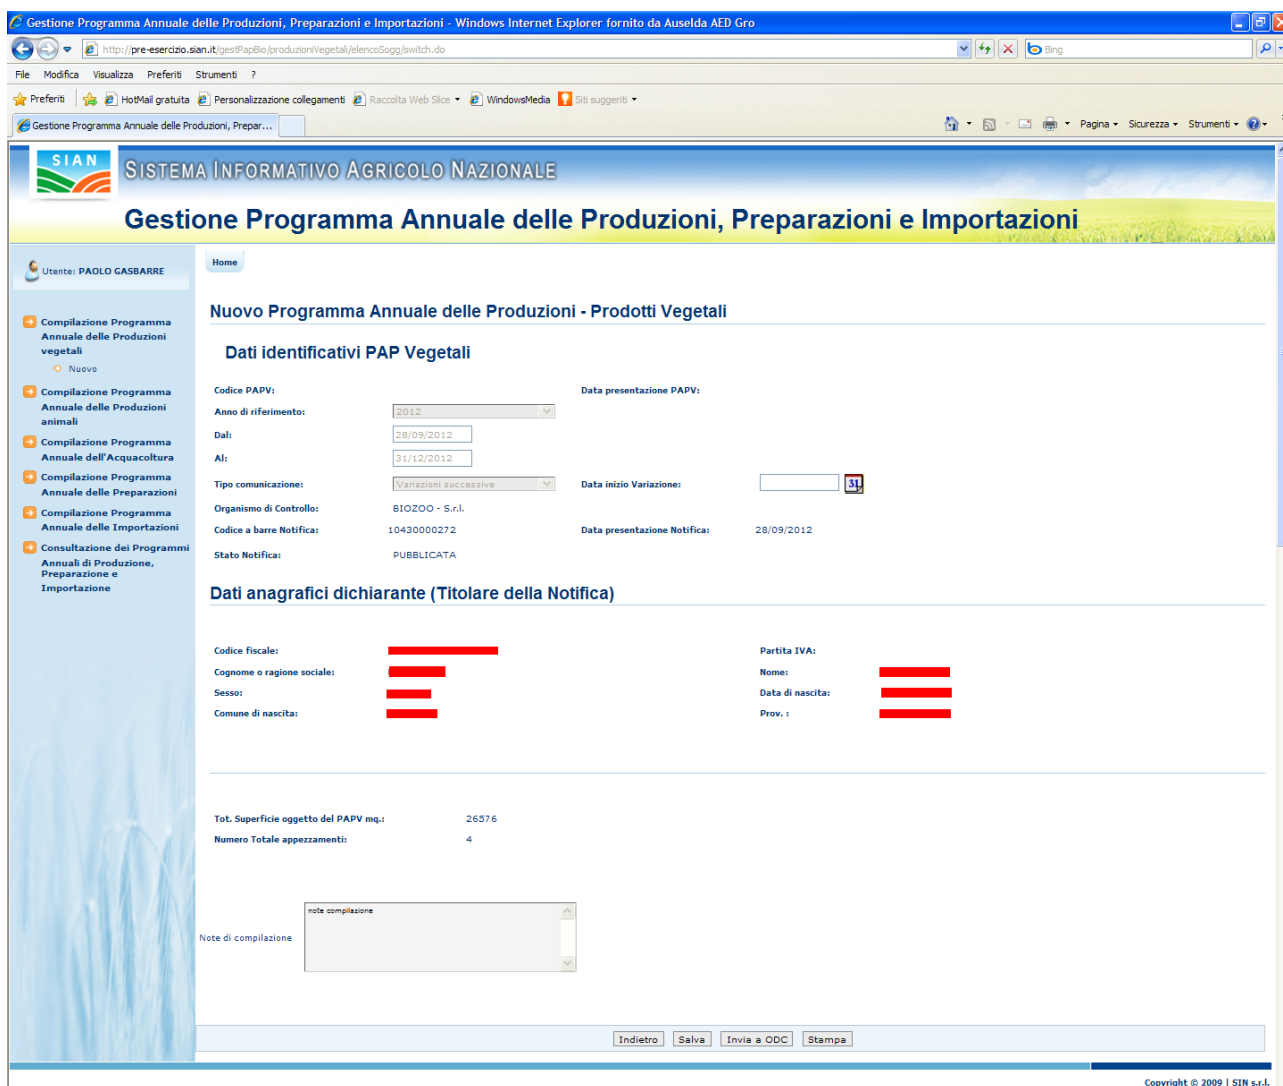 Gestione Programma Annuale delle Produzioni, Preparazioni e Importazioni - Windows Internet Explorer fornito da Auselda AED Gro
http://pre-esercizio.sian.it/gestPapBio/produzioniVegetali/elencoSogg/switch.do
Bing
File Modifica Visualizza Preferiti Strumenti ?
Preferiti HotMail gratuita Personalizzazione collegamenti Raccolta Web Slice WindowsMedia Siti suggeriti
Gestione Programma Annuale delle Produzioni, Prepar...
Pagina Sicurezza Strumenti
SIAN
SISTEMA INFORMATIVO AGRICOLO NAZIONALE
Gestione Programma Annuale delle Produzioni, Preparazioni e Importazioni
Utente: PAOLO GASBARRE
Home
Compilazione Programma
Annuale delle Produzioni
vegetali
Nuovo
Compilazione Programma
Annuale delle Produzioni
animali
Compilazione Programma
Annuale dell'Acquacoltura
Compilazione Programma
Annuale delle Preparazioni
Compilazione Programma
Annuale delle Importazioni
Consultazione dei Programmi
Annuali di Produzione,
Preparazione e
Importazione
Nuovo Programma Annuale delle Produzioni - Prodotti Vegetali
Dati identificativi PAP Vegetali
Codice PAPV: Data presentazione PAPV:
Anno di riferimento: 2012
Dal: 28/09/2012
Al: 31/12/2012
Tipo comunicazione: Variazioni successive Data inizio Variazione: 31
Organismo di Controllo: BIOZOO - S.r.l.
Codice a barre Notifica: 10430000272 Data presentazione Notifica: 28/09/2012
Stato Notifica: PUBBLICATA
Dati anagrafici dichiarante (Titolare della Notifica)
Codice fiscale: Partita IVA:
Cognome o ragione sociale: Nome:
Sesso: Data di nascita:
Comune di nascita: Prov. :
Tot. Superficie oggetto del PAPV mq.: 26576
Numero Totale appezzamenti: 4
Note di compilazione
note compilazione
Indietro Salva Invia a ODC Stampa
Copyright © 2009 | SIN s.r.l.